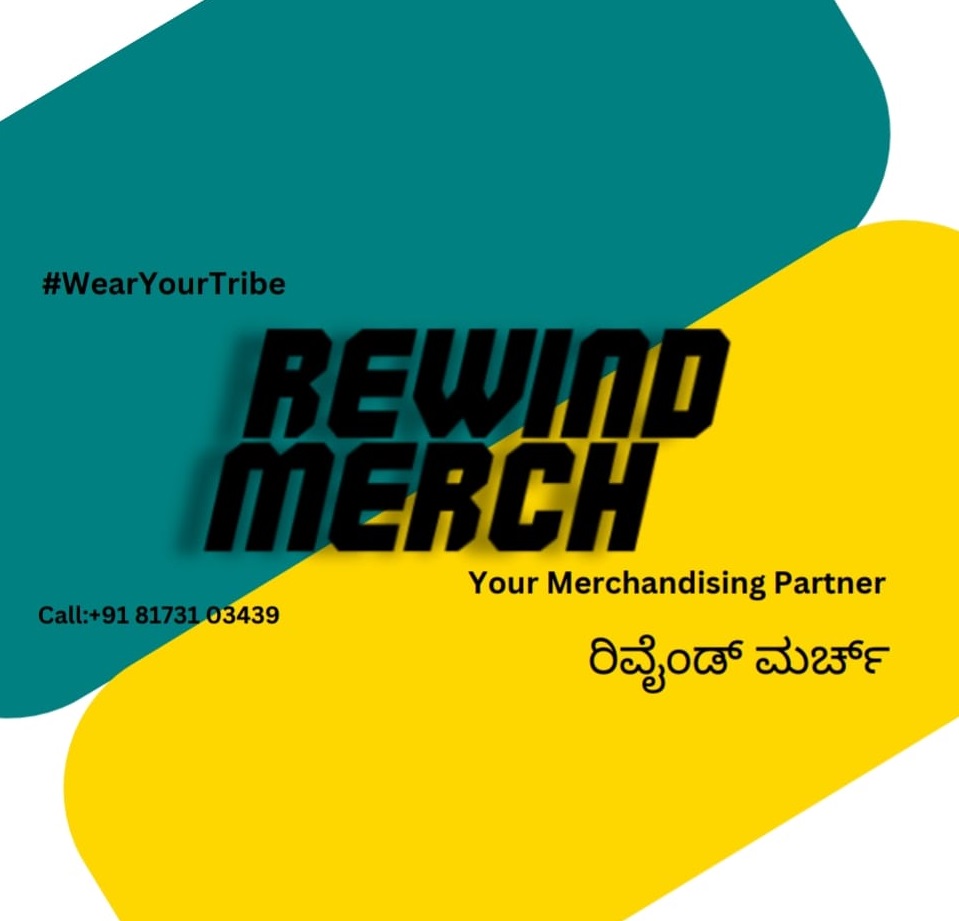 #WearYourTribe
REWIND
MERCH
Your Merchandising Partner
Call:+91 81731 03439
ರಿವೈಂಡ್ ಮರ್ಚ್